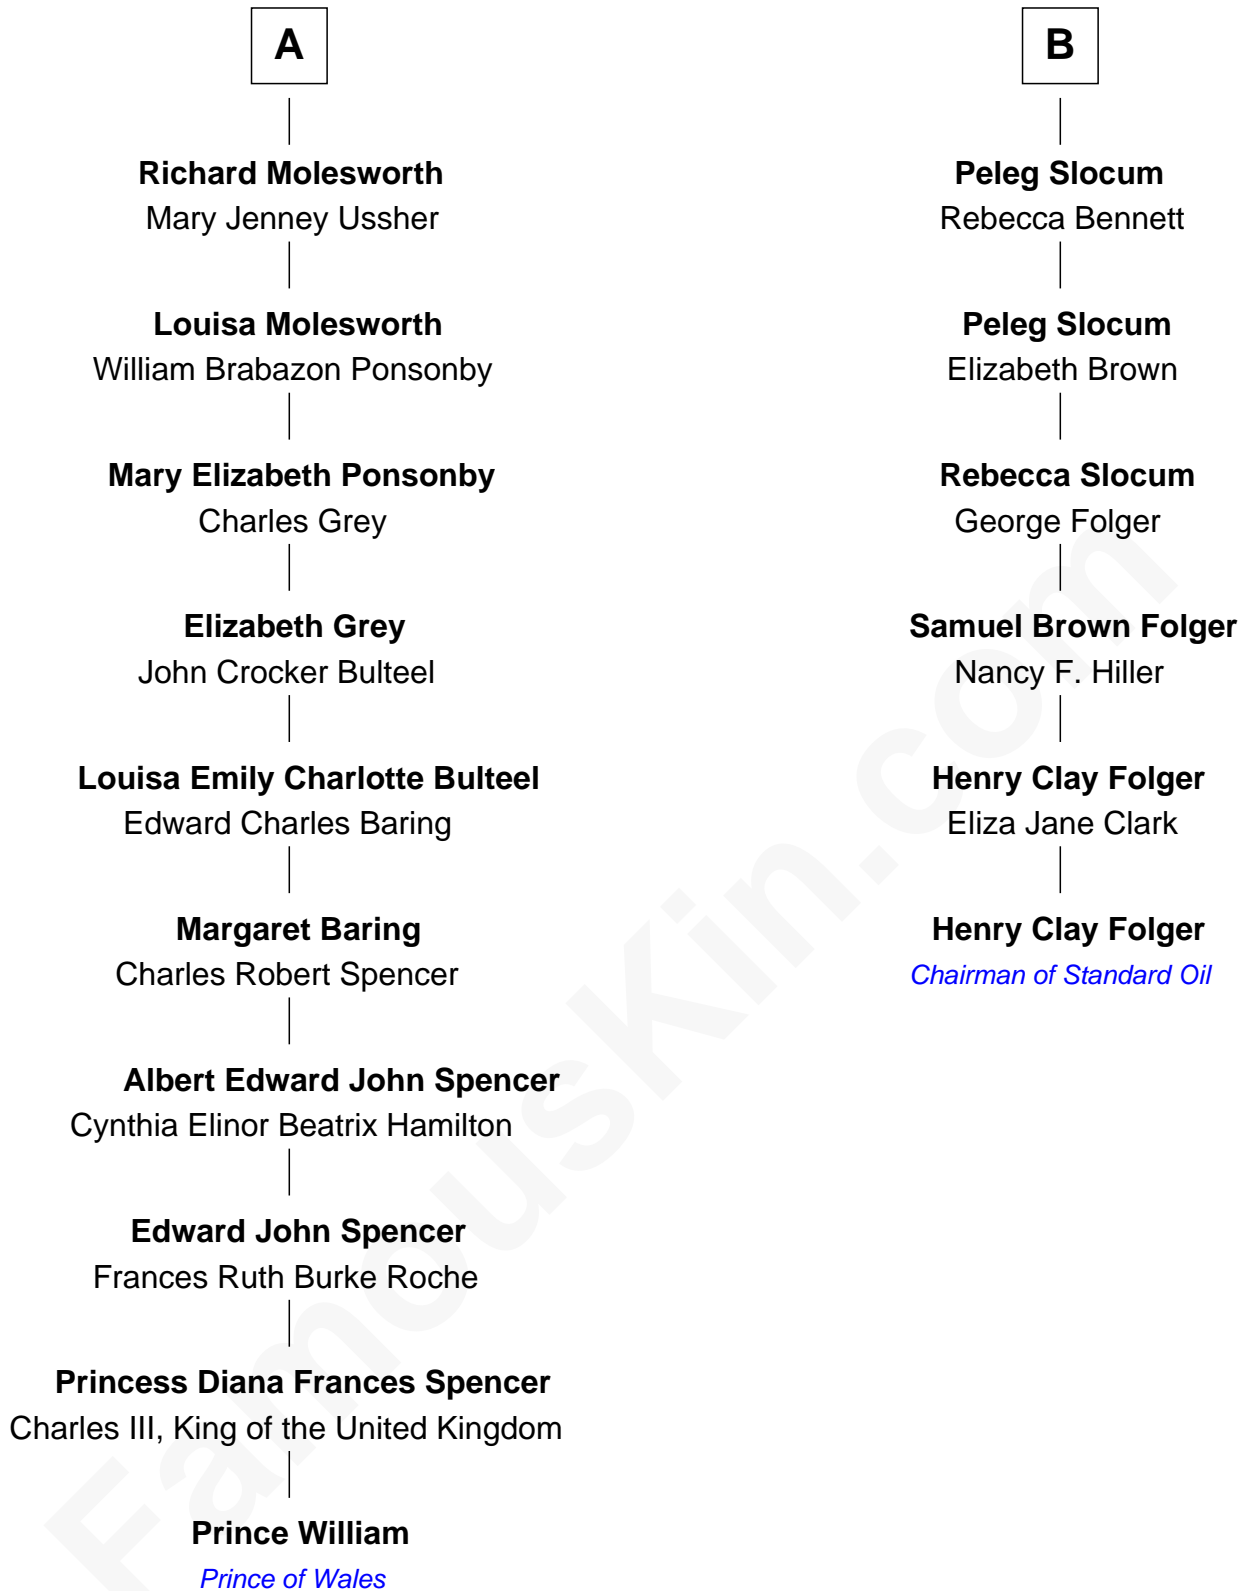 A
Richard Molesworth
Mary Jenney Ussher
Louisa Molesworth
William Brabazon Ponsonby
Mary Elizabeth Ponsonby
Charles Grey
Elizabeth Grey
John Crocker Bulteel
Louisa Emily Charlotte Bulteel
Edward Charles Baring
Margaret Baring
Charles Robert Spencer
Albert Edward John Spencer
Cynthia Elinor Beatrix Hamilton
Edward John Spencer
Frances Ruth Burke Roche
Princess Diana Frances Spencer
Charles III, King of the United Kingdom
Prince William
Prince of Wales
B
Peleg Slocum
Rebecca Bennett
Peleg Slocum
Elizabeth Brown
Rebecca Slocum
George Folger
Samuel Brown Folger
Nancy F. Hiller
Henry Clay Folger
Eliza Jane Clark
Henry Clay Folger
Chairman of Standard Oil
FamousKin.com